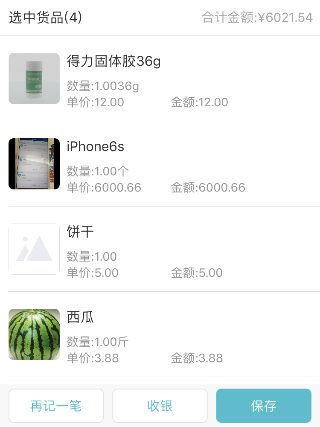 选中货品(4)
合计金额:¥6021.54
得力固体胶36g
数量:1.0036g
单价:12.00 金额:12.00
iPhone6s
数量:1.00个
单价:6000.66 金额:6000.66
饼干
数量:1.00
单价:5.00 金额:5.00
西瓜
数量:1.00斤
单价:3.88 金额:3.88
再记一笔 收银 保存